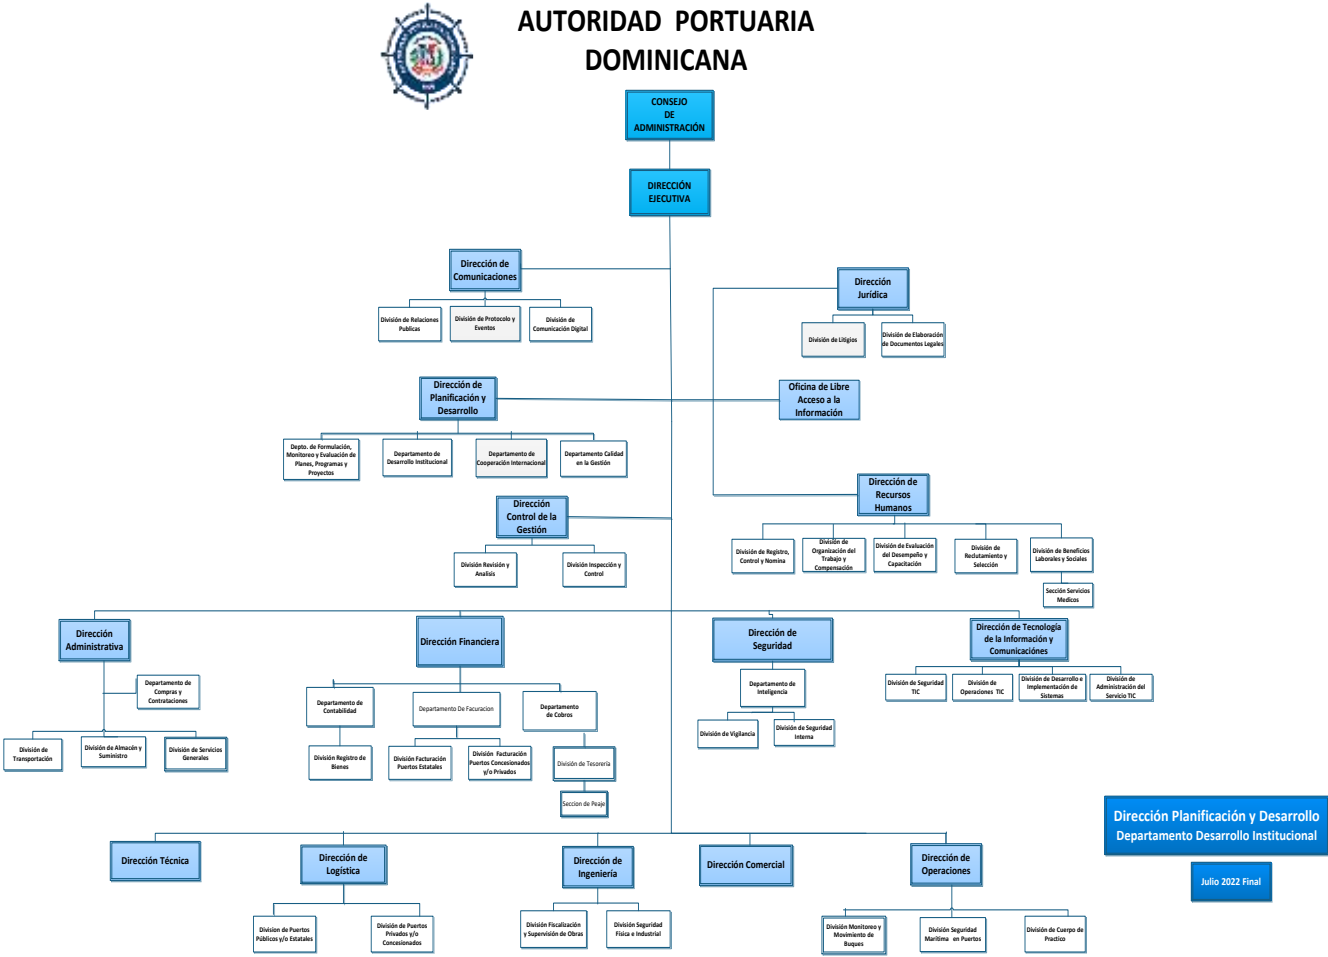 AUTORIDAD PORTUARIA
DOMINICANA
CONSEJO
DE
ADMINISTRACIÓN
DIRECCIÓN
EJECUTIVA
Dirección de
Comunicaciones
División de Relaciones
Publicas
División de Protocolo y
Eventos
División de
Comunicación Digital
Dirección
Jurídica
División de Litigios
División de Elaboración
de Documentos Legales
Dirección de
Planificación y
Desarrollo
Oficina de Libre
Acceso a la
Información
Depto. de Formulación,
Monitoreo y Evaluación de
Planes, Programas y
Proyectos
Departamento de
Desarrollo Institucional
Departamento de
Cooperación Internacional
Departamento Calidad
en la Gestión
Dirección de
Recursos
Humanos
Dirección
Control de la
Gestión
División Revisión y
Analisis
División Inspección y
Control
División de Registro,
Control y Nomina
División de
Organización del
Trabajo y
Compensación
División de Evaluación
del Desempeño y
Capacitación
División de
Reclutamiento y
Selección
División de Beneficios
Laborales y Sociales
Sección Servicios
Medicos
Dirección
Administrativa
Dirección Financiera
Dirección de
Seguridad
Dirección de Tecnología
de la Información y
Comunicaciónes
Departamento de
Compras y
Contrataciones
División de
Transportación
División de Almacén y
Suministro
División de Servicios
Generales
Departamento de
Contabilidad
Departamento De Facuracion
Departamento
de Cobros
División Registro de
Bienes
División Facturación
Puertos Estatales
División  Facturación
Puertos Concesionados
y/o Privados
División de Tesorería
Seccion de Peaje
Departamento de
Inteligencia
División de Vigilancia
División de Seguridad
Interna
División de Seguridad
TIC
División de
Operaciones  TIC
División de Desarrollo e
Implementación de
Sistemas
División de
Administración del
Servicio TIC
Dirección Técnica
Dirección de
Logística
Dirección de
Ingeniería
Dirección Comercial
Dirección de
Operaciones
Division de Puertos
Públicos y/o Estatales
División de Puertos
Privados y/o
Concesionados
División Fiscalización
y Supervisión de Obras
División Seguridad
Física e Industrial
División Monitoreo y
Movimiento de
Buques
División Seguridad
Marítima  en Puertos
División de Cuerpo de
Practico
Dirección Planificación y Desarrollo
Departamento Desarrollo Institucional
Julio 2022 Final